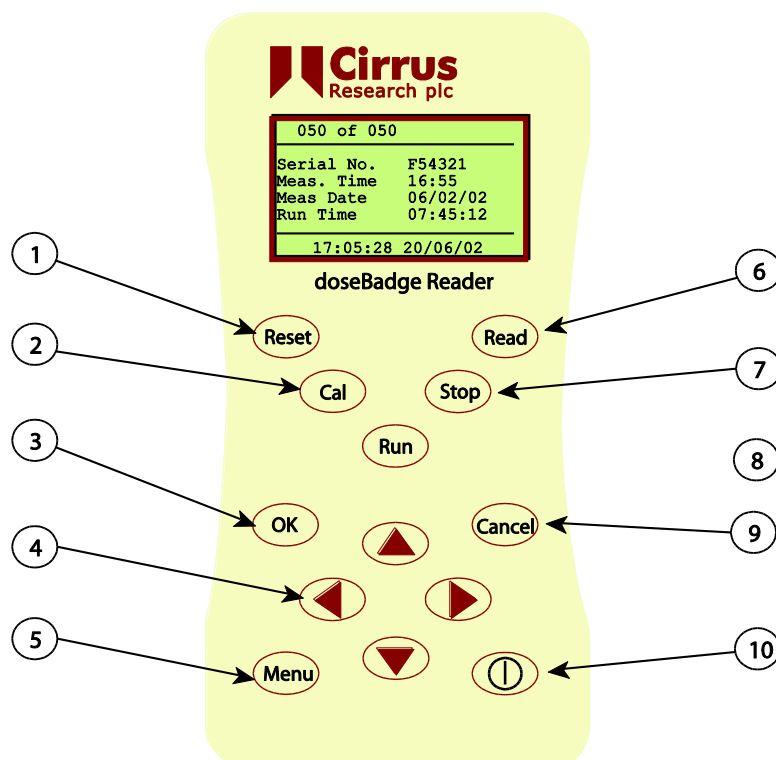 Cirrus
Research plc
050 of 050
Serial No. F54321
Meas. Time 16:55
Meas Date 06/02/02
Run Time 07:45:12
17:05:28 20/06/02
doseBadge Reader
1
6
Reset
Read
2
7
Cal
Stop
3
Run
8
OK
Cancel
9
4
5
Menu
10